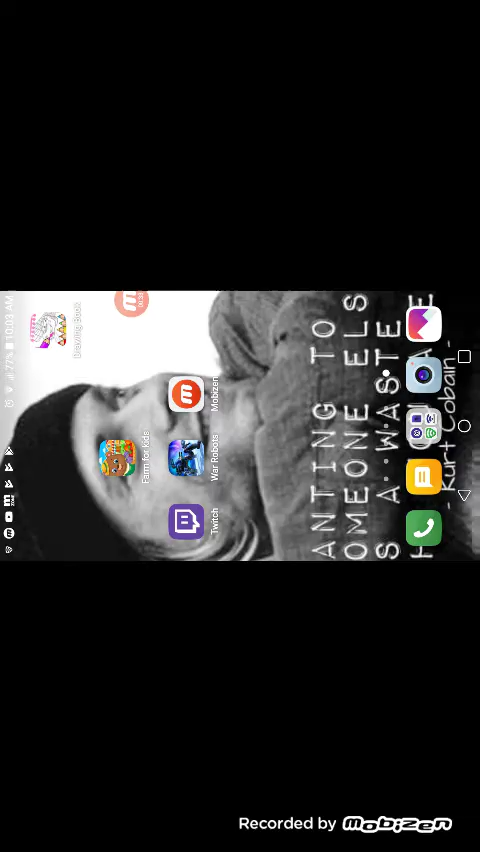 77% 10:03 AM
Drawing Book
Farm for kids
Twitch
War Robots
Mobizen
ANTING TO
OMEONE ELS
S A WASTE
- Kurt Cobain -
Recorded by Mobizen